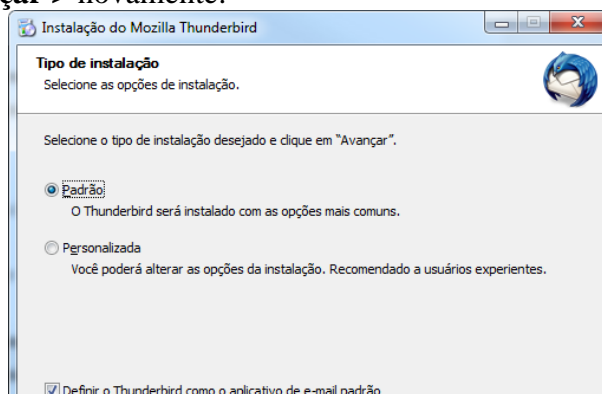 novamente.
Instalação do Mozilla Thunderbird
Tipo de instalação
Selecione as opções de instalação.
Selecione o tipo de instalação desejado e clique em “Avançar”.
Padrão
O Thunderbird será instalado com as opções mais comuns.
Personalizada
Você poderá alterar as opções da instalação. Recomendado a usuários experientes.
Definir o Thunderbird como o aplicativo de e-mail padrão